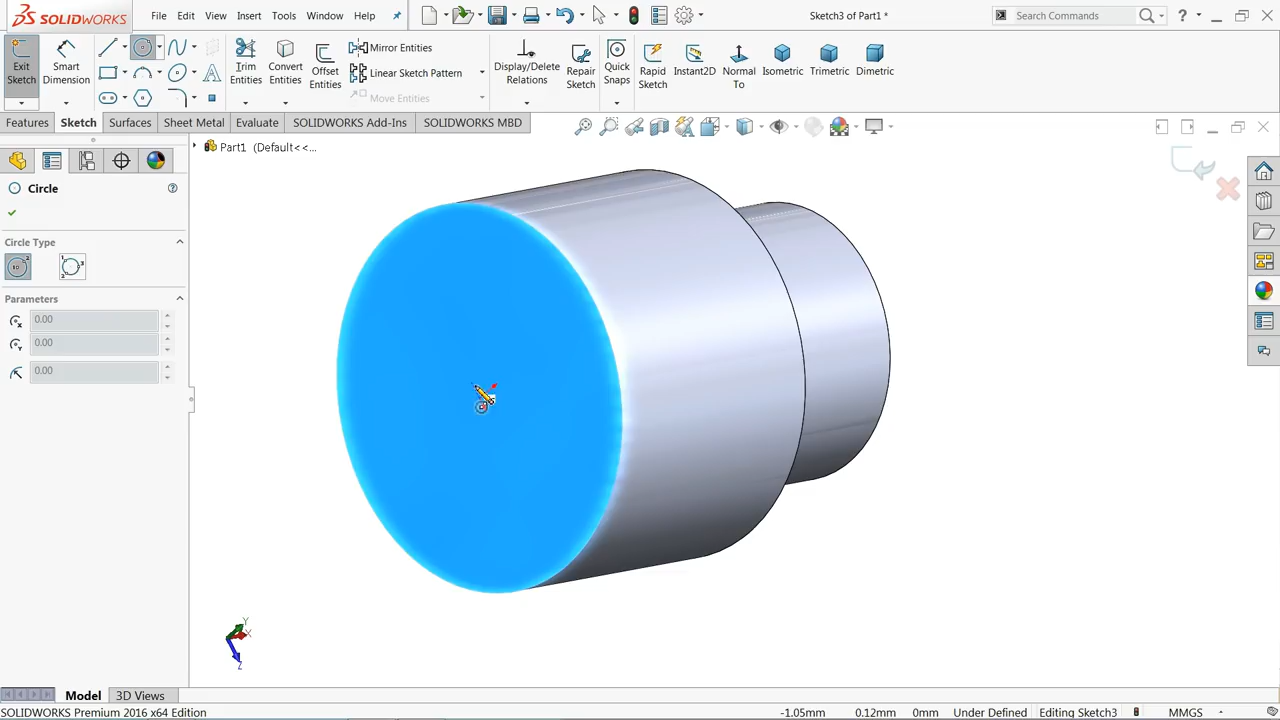 SOLIDWORKS File Edit View Insert Tools Window Help Sketch3 of Part1 * Search Commands ?
Exit Sketch Smart Dimension Trim Entities Convert Entities Offset Entities Mirror Entities Linear Sketch Pattern Move Entities Display/Delete Relations Repair Sketch Quick Snaps Rapid Sketch Instant2D Normal To Isometric Trimetric Dimetric
Features Sketch Surfaces Sheet Metal Evaluate SOLIDWORKS Add-Ins SOLIDWORKS MBD
Part1 (Default<<...
Circle
Circle Type
Parameters
0.00
0.00
0.00
Y
X
Z
Model 3D Views
SOLIDWORKS Premium 2016 x64 Edition -1.05mm 0.12mm 0mm Under Defined Editing Sketch3 MMGS